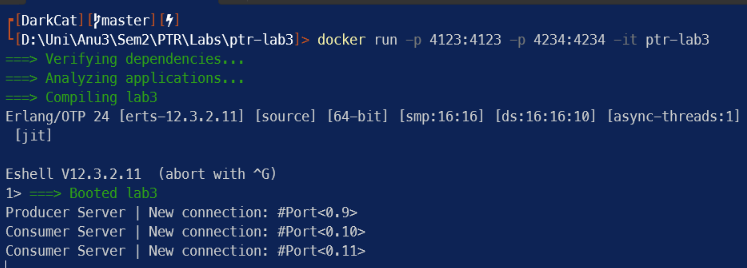 [DarkCat][master][⚡]
[D:\Uni\Anu3\Sem2\PTR\Labs\ptr-lab3]> docker run -p 4123:4123 -p 4234:4234 -it ptr-lab3
===> Verifying dependencies...
===> Analyzing applications...
===> Compiling lab3
Erlang/OTP 24 [erts-12.3.2.11] [source] [64-bit] [smp:16:16] [ds:16:16:10] [async-threads:1]
[jit]
Eshell V12.3.2.11  (abort with ^G)
1> ===> Booted lab3
Producer Server | New connection: #Port<0.9>
Consumer Server | New connection: #Port<0.10>
Consumer Server | New connection: #Port<0.11>